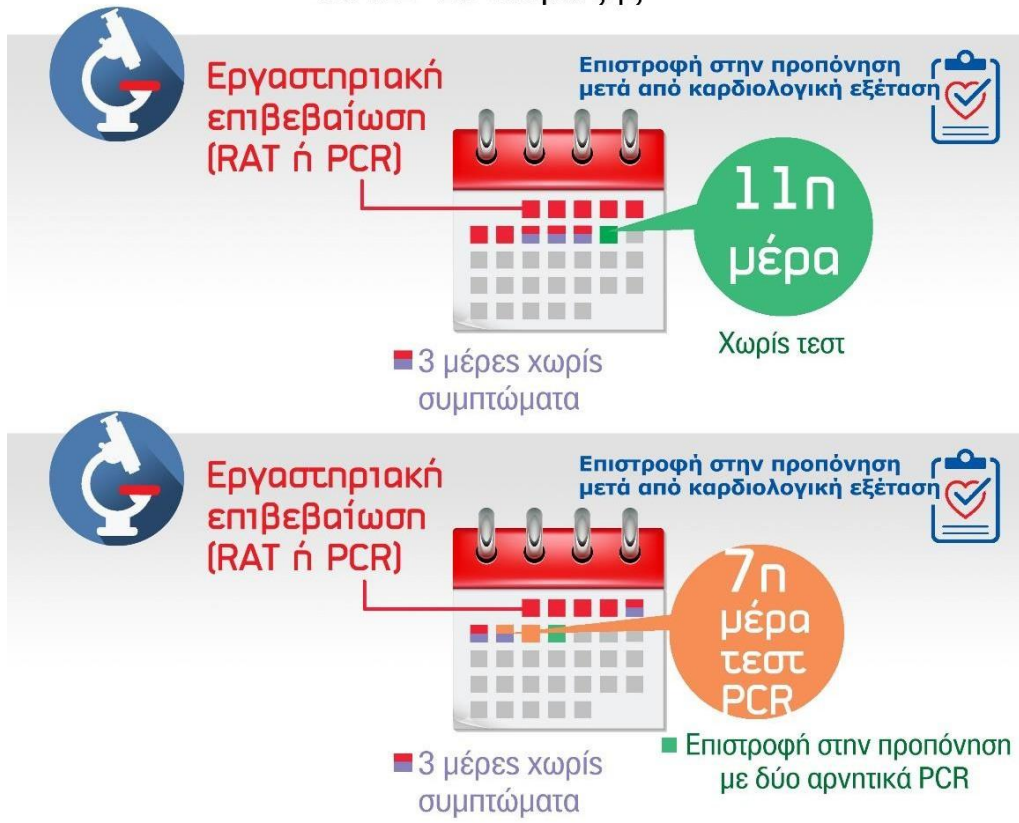 Εργαστηριακή
επιβεβαίωση
(RAT ή PCR)
Επιστροφή στην προπόνηση
μετά από καρδιολογική εξέταση
11η
μέρα
Χωρίς τεστ
3 μέρες χωρίς
συμπτώματα
Εργαστηριακή
επιβεβαίωση
(RAT ή PCR)
Επιστροφή στην προπόνηση
μετά από καρδιολογική εξέταση
7η
μέρα
τεστ
PCR
3 μέρες χωρίς
συμπτώματα
Επιστροφή στην προπόνηση
με δύο αρνητικά PCR